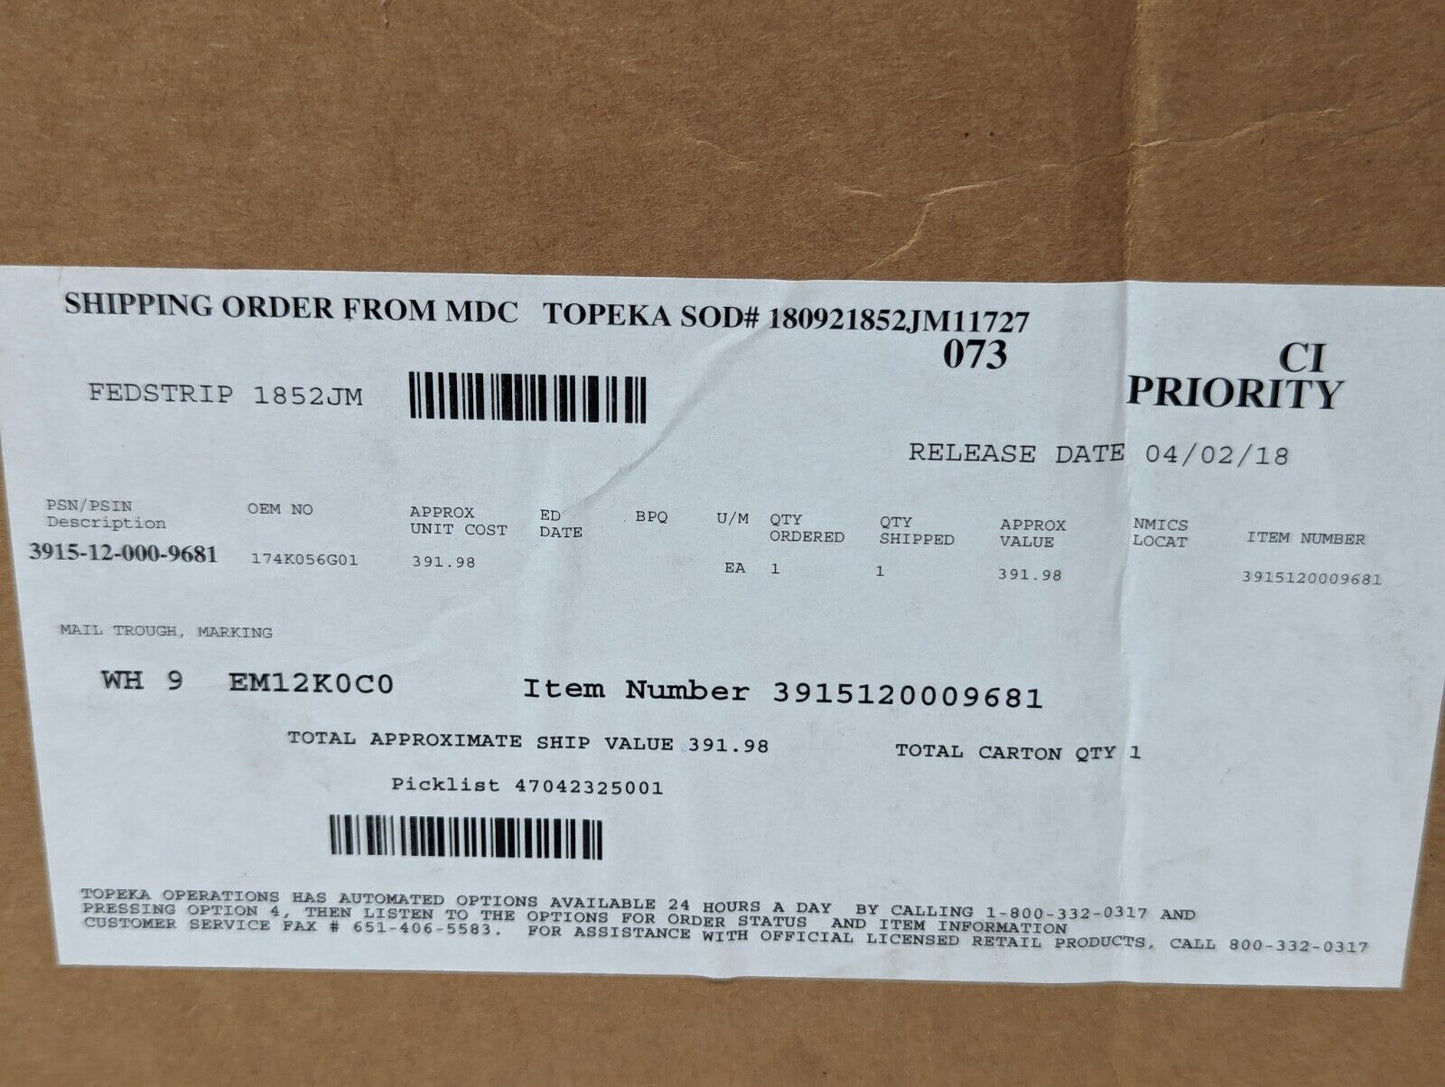 SHIPPING ORDER FROM MDC TOPEKA SOD# 180921852JM11727
073
CI
PRIORITY
FEDSTRIP 1852JM
RELEASE DATE 04/02/18
PSN/PSIN OEM NO APPROX ED BPQ U/M QTY QTY APPROX NMICS ITEM NUMBER
Description UNIT COST DATE ORDERED SHIPPED VALUE LOCAT
3915-12-000-9681 174K056G01 391.98 EA 1 1 391.98 3915120009681
MAIL TROUGH, MARKING
WH 9 EM12K0C0 Item Number 3915120009681
TOTAL APPROXIMATE SHIP VALUE 391.98 TOTAL CARTON QTY 1
Picklist 47042325001
TOPEKA OPERATIONS HAS AUTOMATED OPTIONS AVAILABLE 24 HOURS A DAY BY CALLING 1-800-332-0317 AND
PRESSING OPTION 4, THEN LISTEN TO THE OPTIONS FOR ORDER STATUS AND ITEM INFORMATION
CUSTOMER SERVICE FAX # 651-406-5583. FOR ASSISTANCE WITH OFFICIAL LICENSED RETAIL PRODUCTS, CALL 800-332-0317